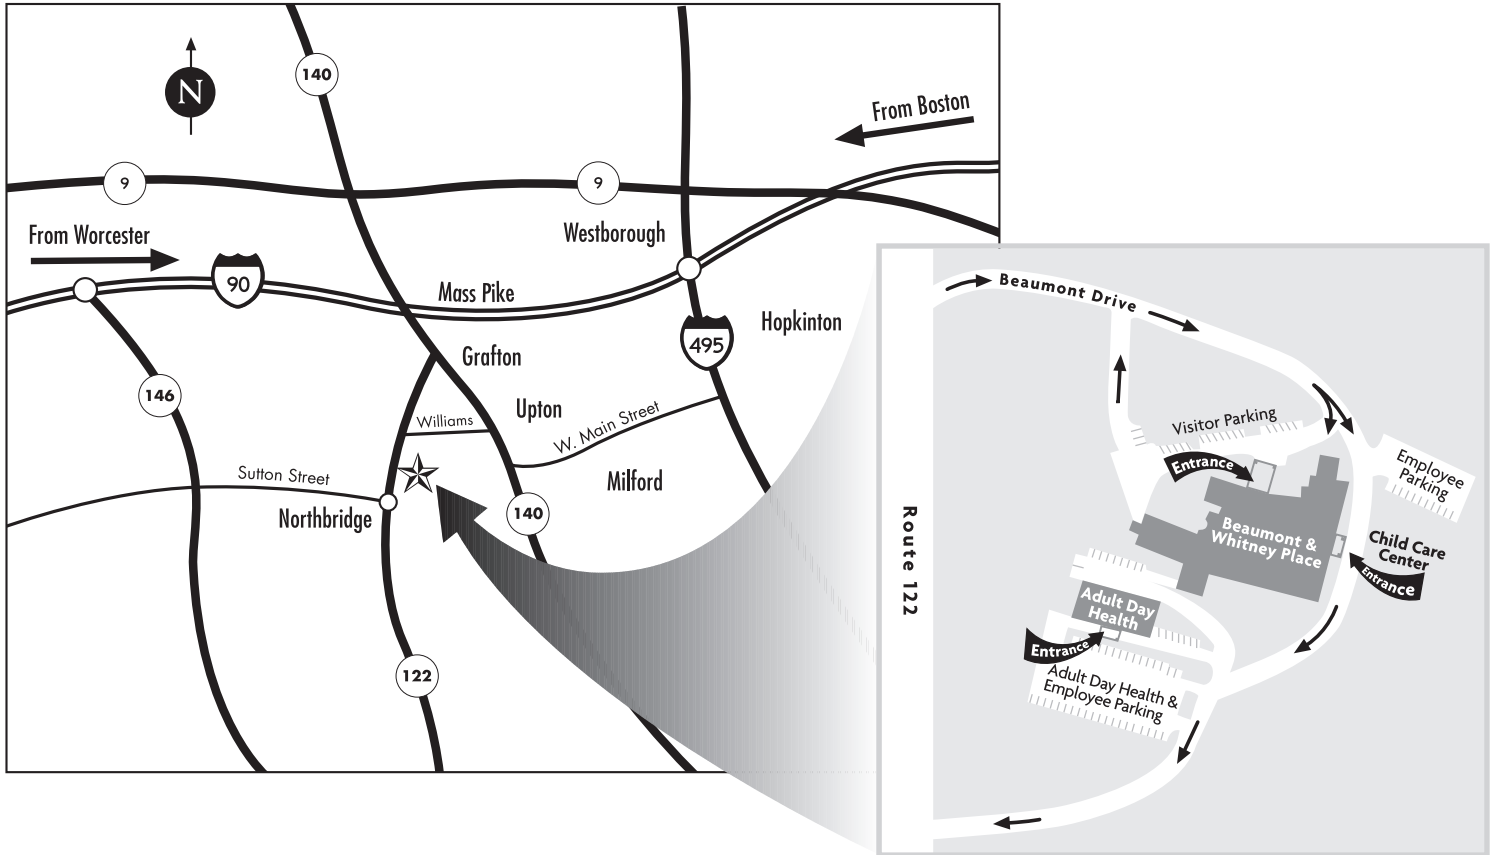 140
N
From Boston
9
9
From Worcester
Westborough
90
Mass Pike
Hopkinton
495
Grafton
146
Upton
Williams
W. Main Street
Sutton Street
Milford
Northbridge
140
122
Beaumont Drive
Visitor Parking
Entrance
Employee
Parking
Route 122
Beaumont &
Whitney Place
Child Care
Center
Entrance
Adult Day
Health
Entrance
Adult Day Health &
Employee Parking